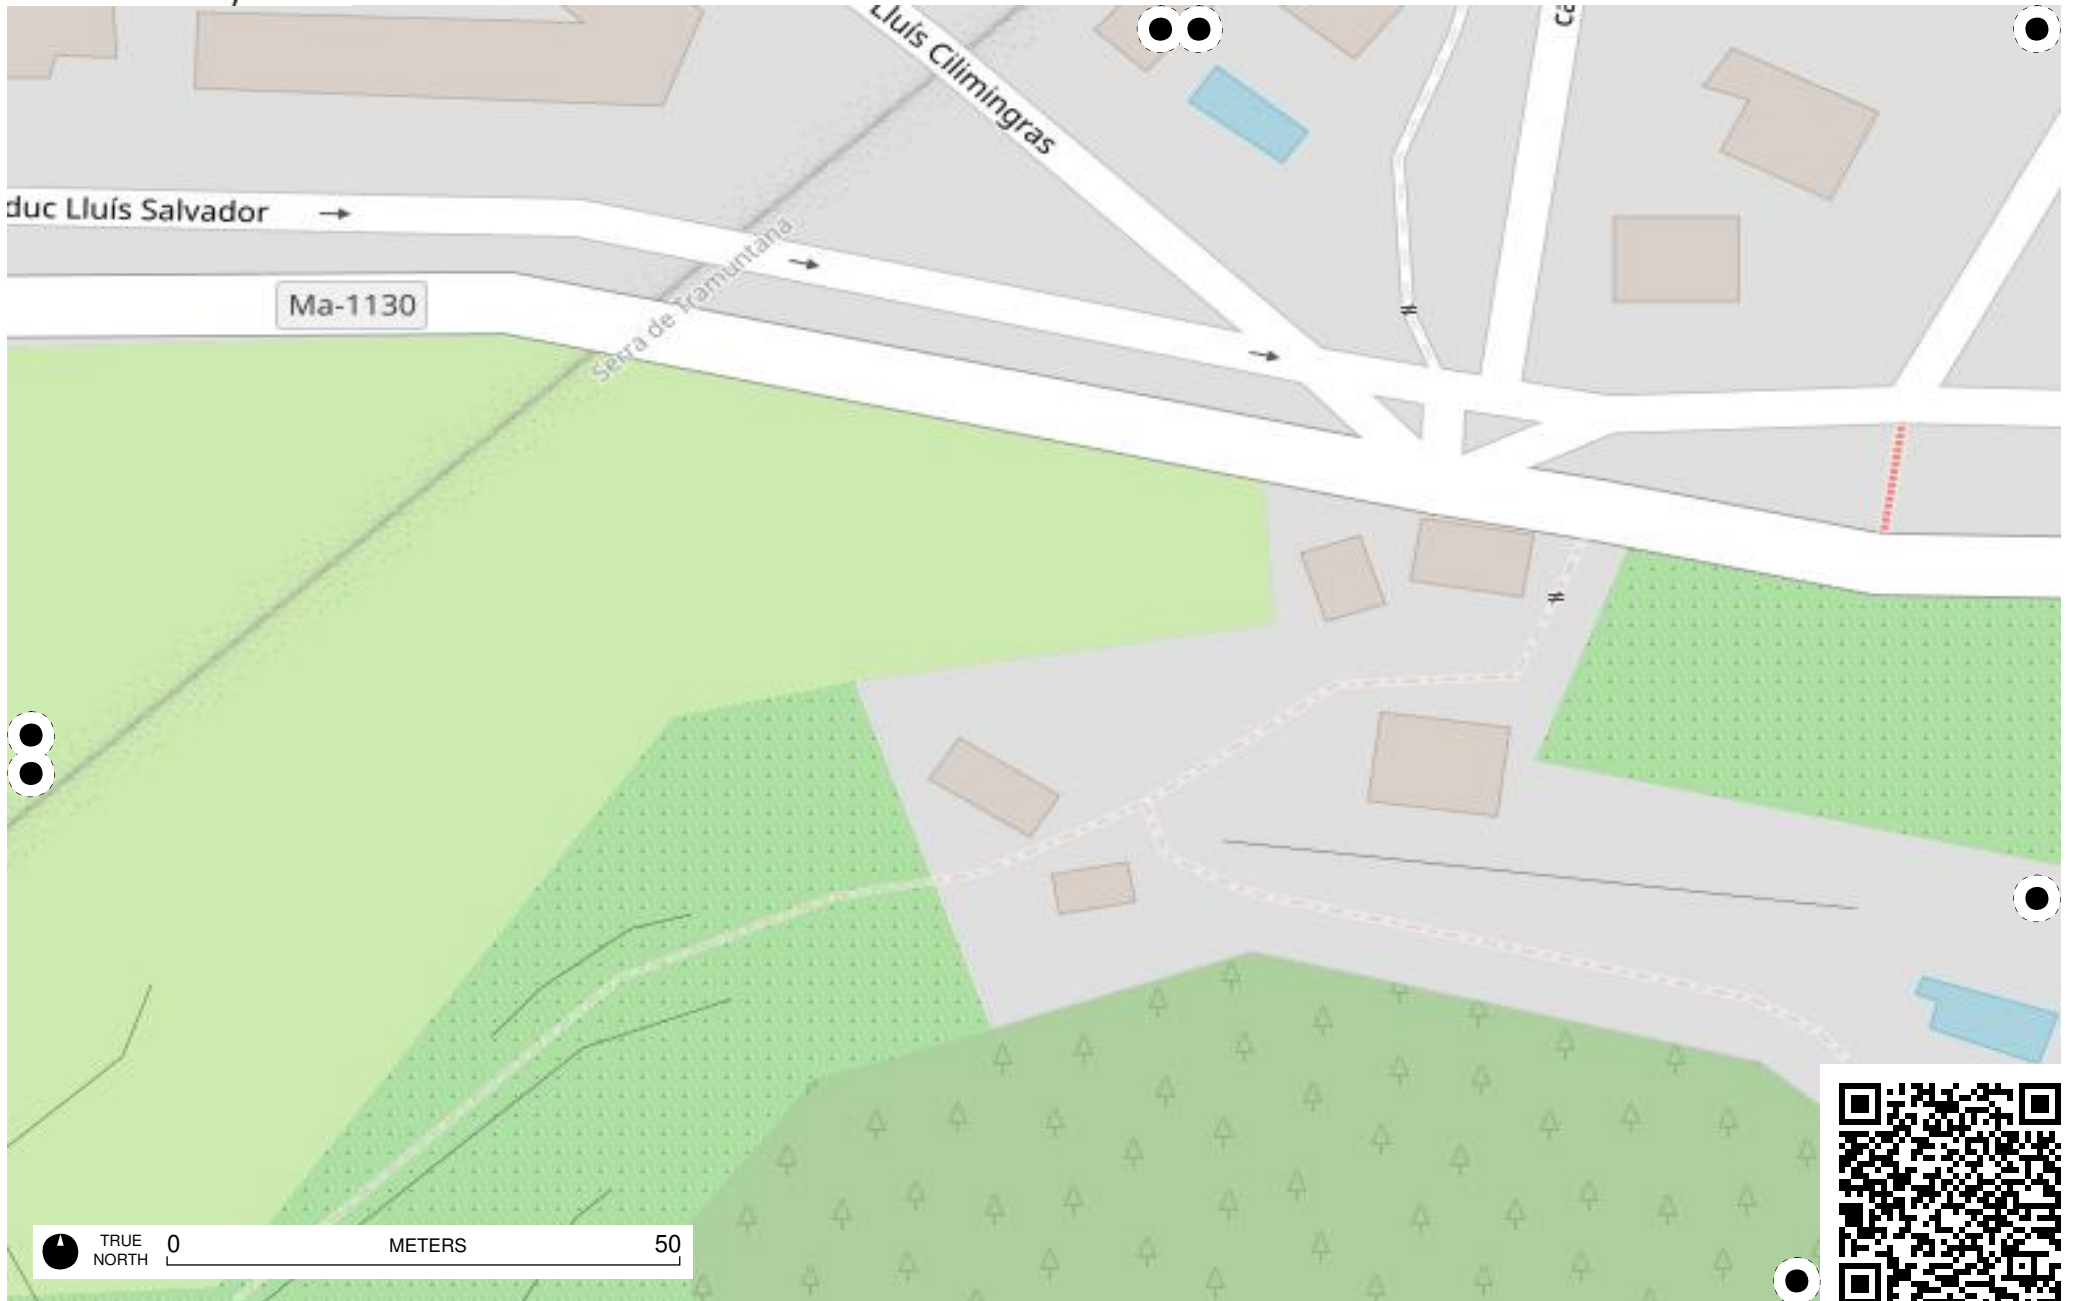 Lluís Cilimingras
duc Lluís Salvador
Serra de Tramuntana
Ma-1130
TRUE
NORTH
0 METERS 50